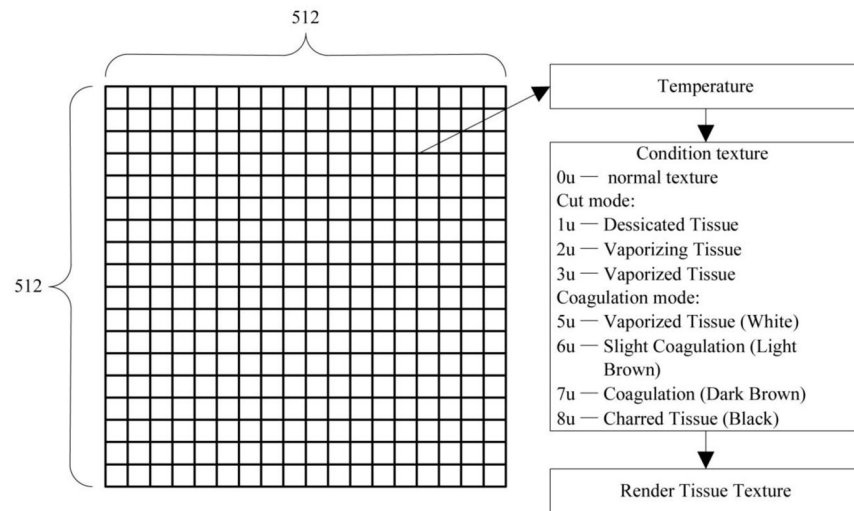 512
512
Temperature
Condition texture
0u — normal texture
Cut mode:
1u — Dessicated Tissue
2u — Vaporizing Tissue
3u — Vaporized Tissue
Coagulation mode:
5u — Vaporized Tissue (White)
6u — Slight Coagulation (Light
Brown)
7u — Coagulation (Dark Brown)
8u — Charred Tissue (Black)
Render Tissue Texture